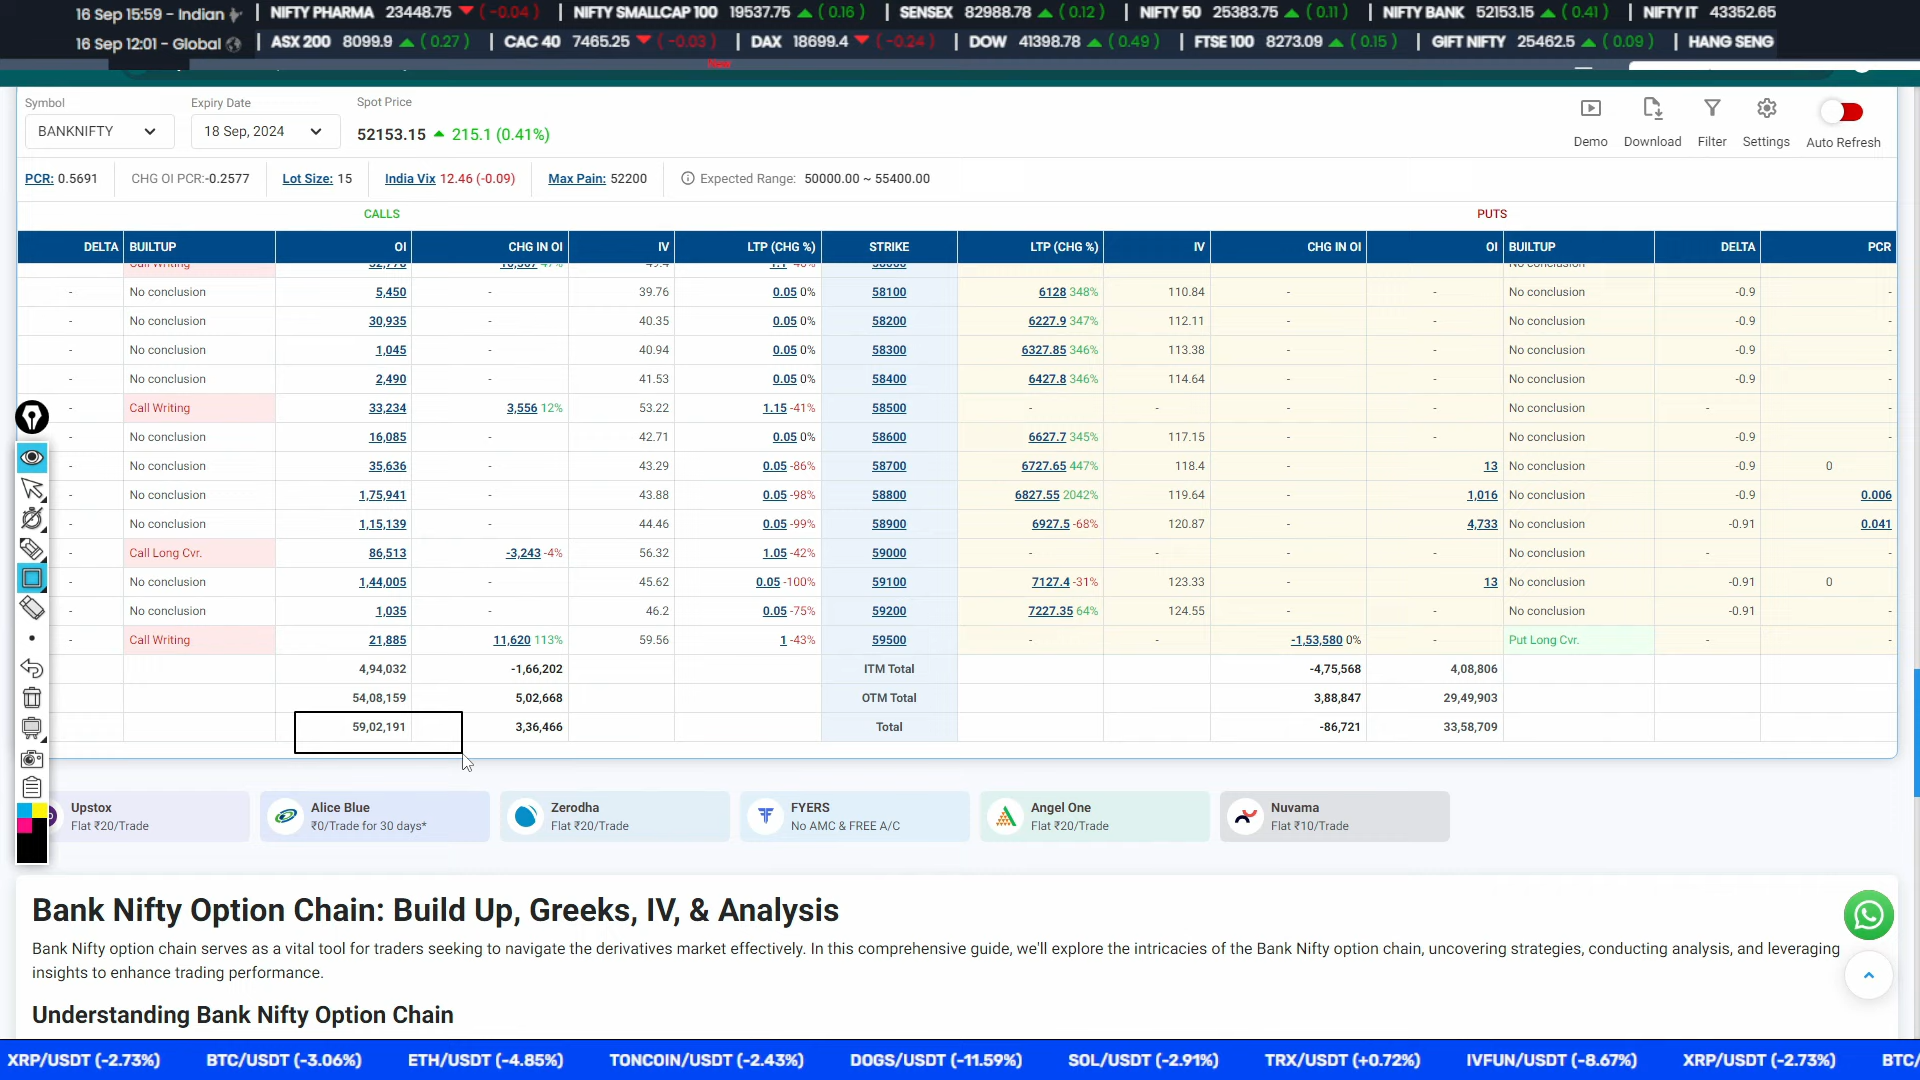 16 Sep 15:59 - Indian | NIFTY PHARMA 23448.75 ( -0.04 ) | NIFTY SMALLCAP 100 19537.75 ( 0.16 ) | SENSEX 82988.78 ( 0.12 ) | NIFTY 50 25383.75 ( 0.11 ) | NIFTY BANK 52153.15 ( 0.41 ) | NIFTY IT 43352.65
16 Sep 12:01 - Global | ASX 200 8099.9 ( 0.27 ) | CAC 40 7465.25 ( -0.03 ) | DAX 18699.4 ( -0.24 ) | DOW 41398.78 ( 0.49 ) | FTSE 100 8273.09 ( 0.15 ) | GIFT NIFTY 25462.5 ( 0.09 ) | HANG SENG
New
Symbol Expiry Date Spot Price
BANKNIFTY 18 Sep, 2024 52153.15 215.1 (0.41%)
Demo Download Filter Settings Auto Refresh
PCR: 0.5691 CHG OI PCR:-0.2577 Lot Size: 15 India Vix 12.46 (-0.09) Max Pain: 52200 Expected Range: 50000.00 ~ 55400.00
CALLS PUTS
DELTA BUILTUP OI CHG IN OI IV LTP (CHG %) STRIKE LTP (CHG %) IV CHG IN OI OI BUILTUP DELTA PCR
- No conclusion 5,450 - 39.76 0.05 0% 58100 6128 348% 110.84 - - No conclusion -0.9 -
- No conclusion 30,935 - 40.35 0.05 0% 58200 6227.9 347% 112.11 - - No conclusion -0.9 -
- No conclusion 1,045 - 40.94 0.05 0% 58300 6327.85 346% 113.38 - - No conclusion -0.9 -
- No conclusion 2,490 - 41.53 0.05 0% 58400 6427.8 346% 114.64 - - No conclusion -0.9 -
- Call Writing 33,234 3,556 12% 53.22 1.15 -41% 58500 - - - - No conclusion - -
- No conclusion 16,085 - 42.71 0.05 0% 58600 6627.7 345% 117.15 - - No conclusion -0.9 -
- No conclusion 35,636 - 43.29 0.05 -86% 58700 6727.65 447% 118.4 - 13 No conclusion -0.9 0
- No conclusion 1,75,941 - 43.88 0.05 -98% 58800 6827.55 2042% 119.64 - 1,016 No conclusion -0.9 0.006
- No conclusion 1,15,139 - 44.46 0.05 -99% 58900 6927.5 -68% 120.87 - 4,733 No conclusion -0.91 0.041
- Call Long Cvr. 86,513 -3,243 -4% 56.32 1.05 -42% 59000 - - - - No conclusion - -
- No conclusion 1,44,005 - 45.62 0.05 -100% 59100 7127.4 -31% 123.33 - 13 No conclusion -0.91 0
- No conclusion 1,035 - 46.2 0.05 -75% 59200 7227.35 64% 124.55 - - No conclusion -0.91 -
- Call Writing 21,885 11,620 113% 59.56 1 -43% 59500 - - -1,53,580 0% - Put Long Cvr. - -
4,94,032 -1,66,202 ITM Total -4,75,568 4,08,806
54,08,159 5,02,668 OTM Total 3,88,847 29,49,903
59,02,191 3,36,466 Total -86,721 33,58,709
Upstox Alice Blue Zerodha FYERS Angel One Nuvama
Flat ₹20/Trade ₹0/Trade for 30 days* Flat ₹20/Trade No AMC & FREE A/C Flat ₹20/Trade Flat ₹10/Trade
Bank Nifty Option Chain: Build Up, Greeks, IV, & Analysis
Bank Nifty option chain serves as a vital tool for traders seeking to navigate the derivatives market effectively. In this comprehensive guide, we'll explore the intricacies of the Bank Nifty option chain, uncovering strategies, conducting analysis, and leveraging
insights to enhance trading performance.
Understanding Bank Nifty Option Chain
XRP/USDT (-2.73%) BTC/USDT (-3.06%) ETH/USDT (-4.85%) TONCOIN/USDT (-2.43%) DOGS/USDT (-11.59%) SOL/USDT (-2.91%) TRX/USDT (+0.72%) IVFUN/USDT (-8.67%) XRP/USDT (-2.73%) BTC/